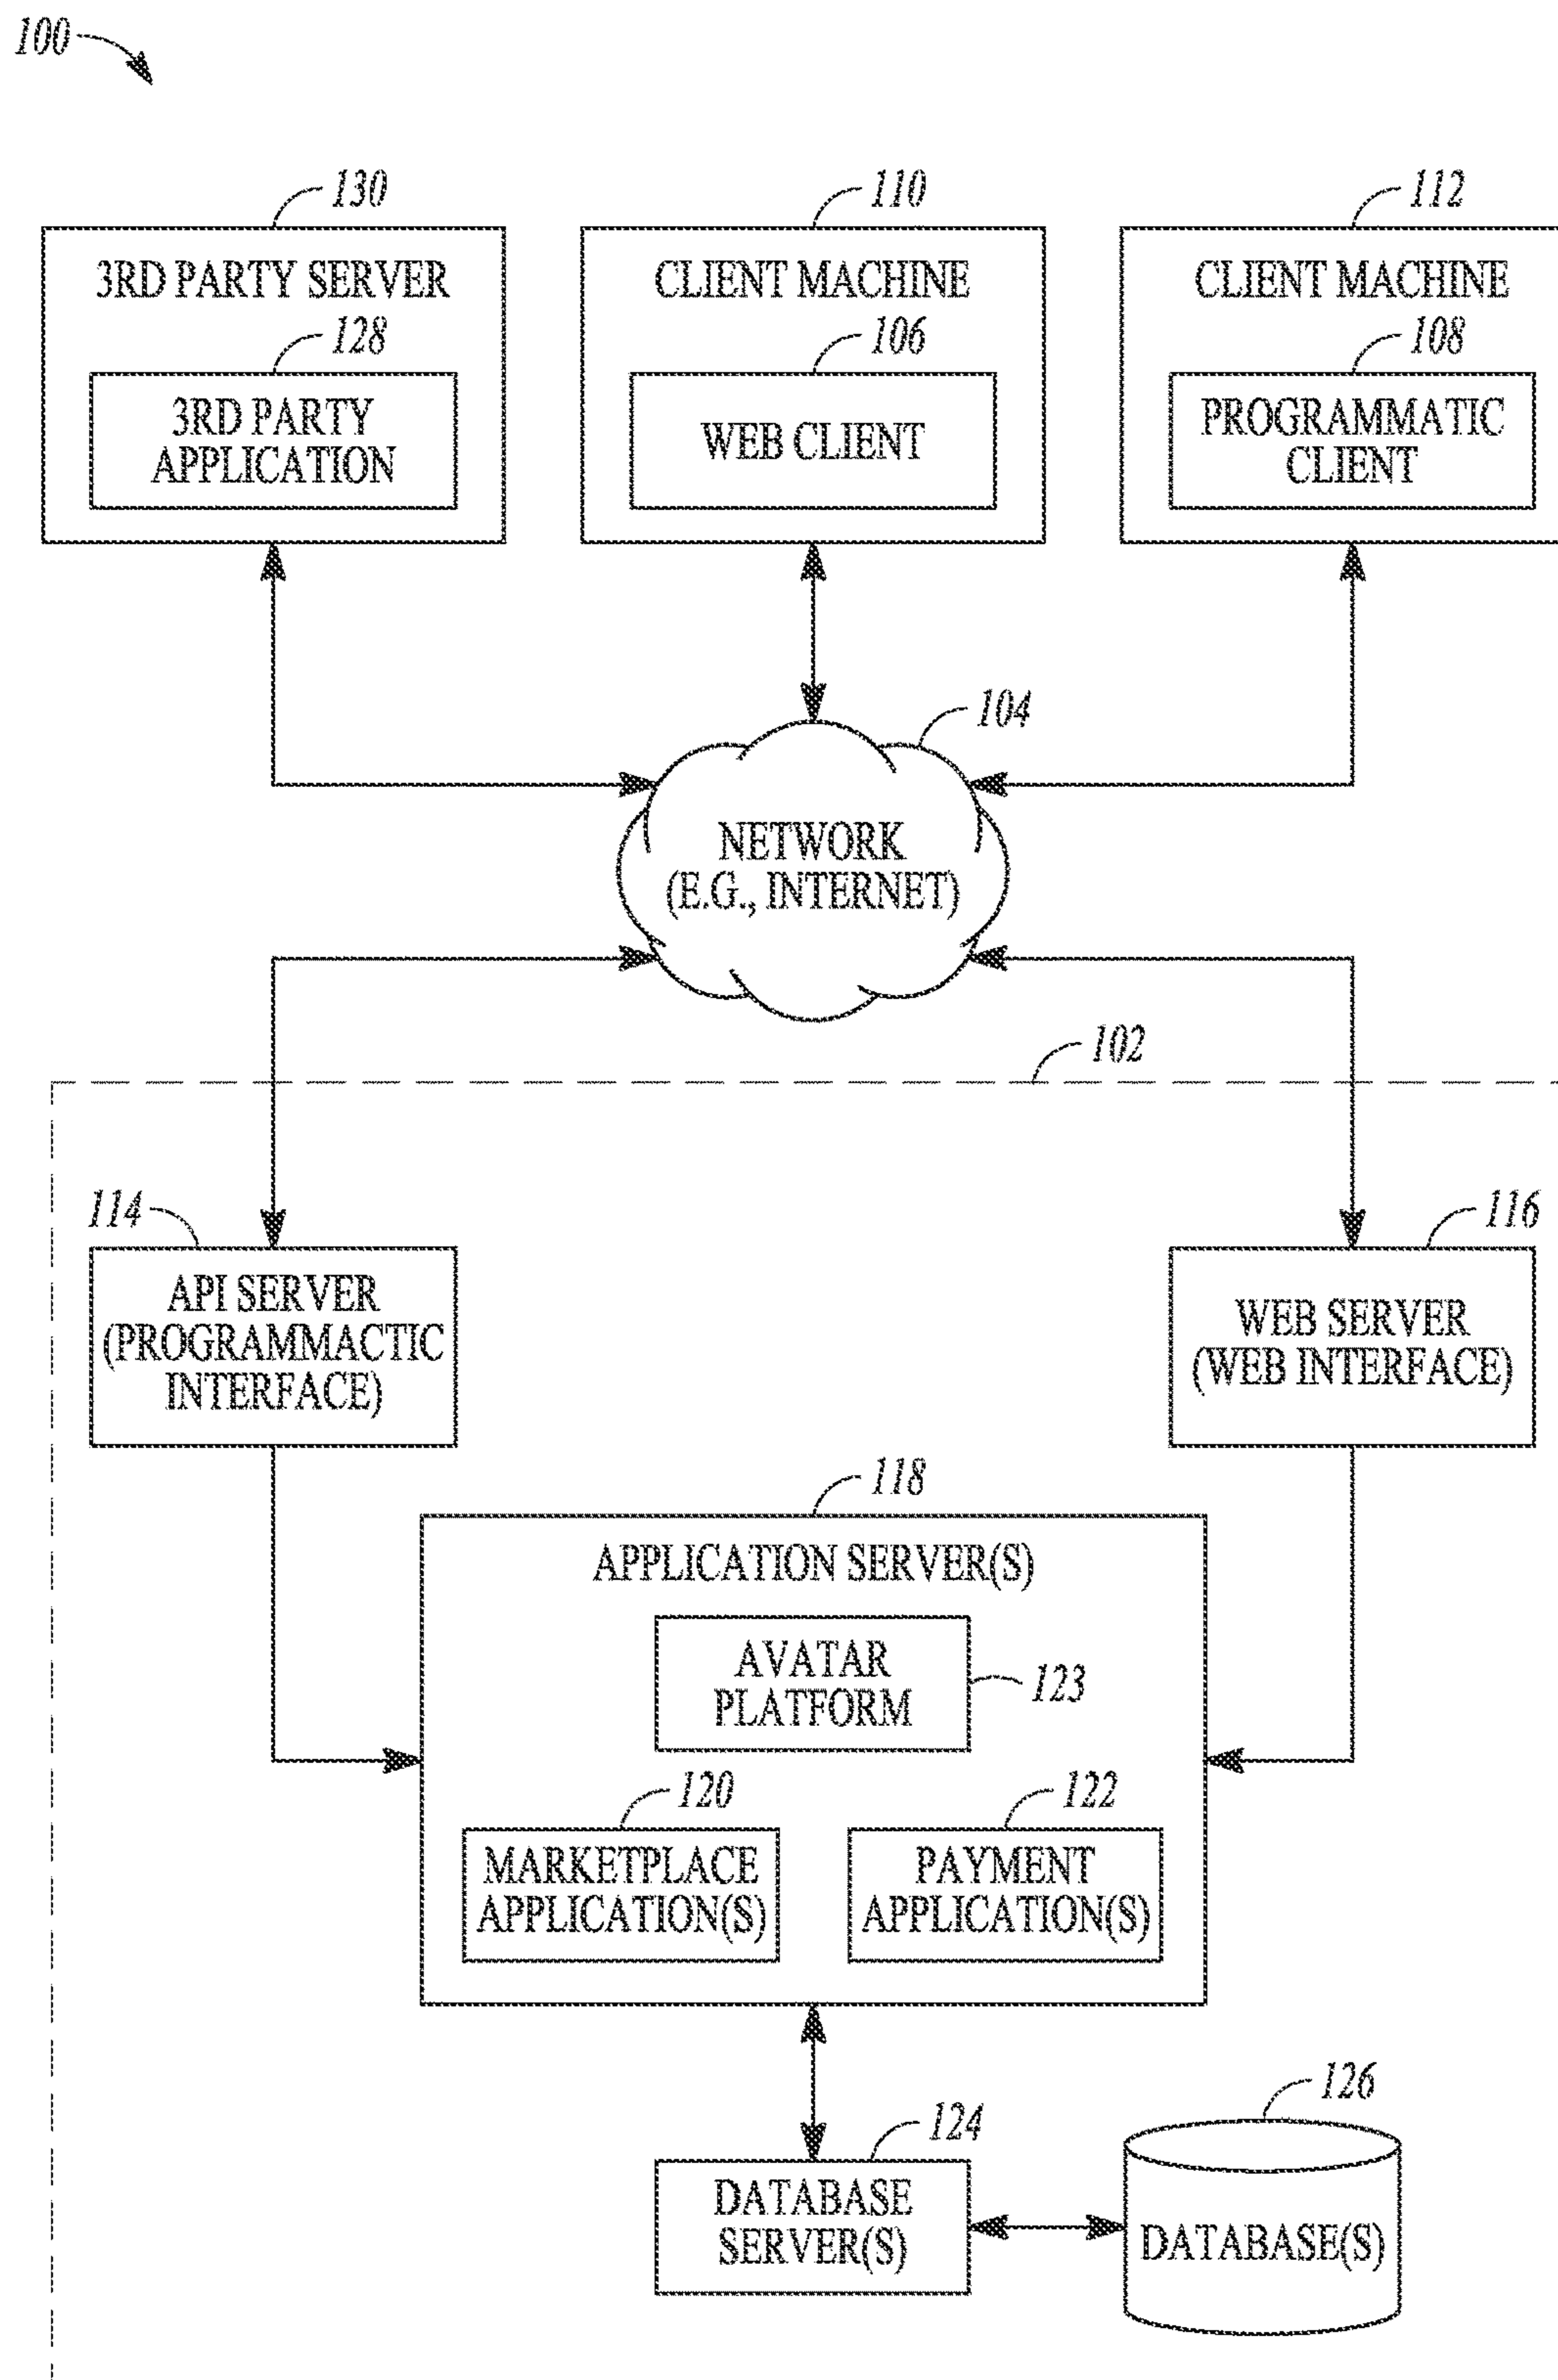 100
130
3RD PARTY SERVER
128
3RD PARTY
APPLICATION
110
CLIENT MACHINE
106
WEB CLIENT
112
CLIENT MACHINE
108
PROGRAMMATIC
CLIENT
104
NETWORK
(E.G., INTERNET)
102
114
API SERVER
(PROGRAMMACTIC
INTERFACE)
116
WEB SERVER
(WEB INTERFACE)
118
APPLICATION SERVER(S)
AVATAR
PLATFORM
123
120
MARKETPLACE
APPLICATION(S)
122
PAYMENT
APPLICATION(S)
124
DATABASE
SERVER(S)
126
DATABASE(S)